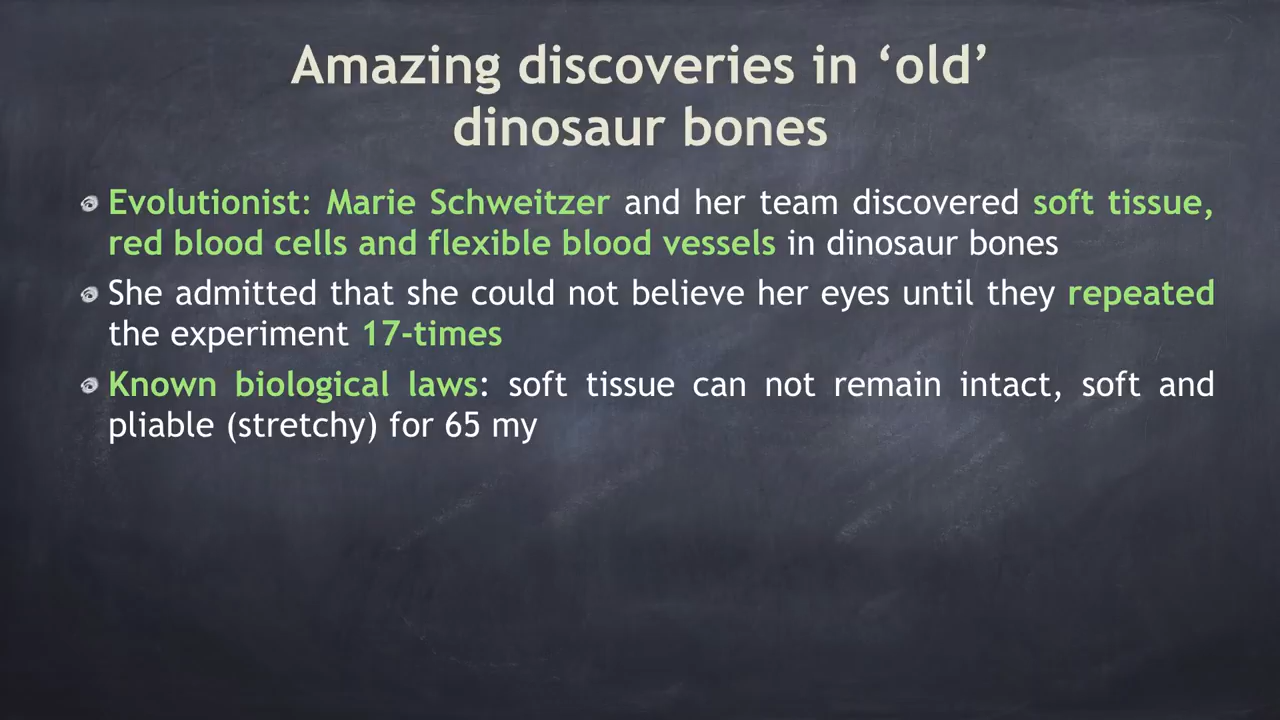 Amazing discoveries in ‘old’
dinosaur bones
Evolutionist: Marie Schweitzer and her team discovered soft tissue,
red blood cells and flexible blood vessels in dinosaur bones
She admitted that she could not believe her eyes until they repeated
the experiment 17-times
Known biological laws: soft tissue can not remain intact, soft and
pliable (stretchy) for 65 my